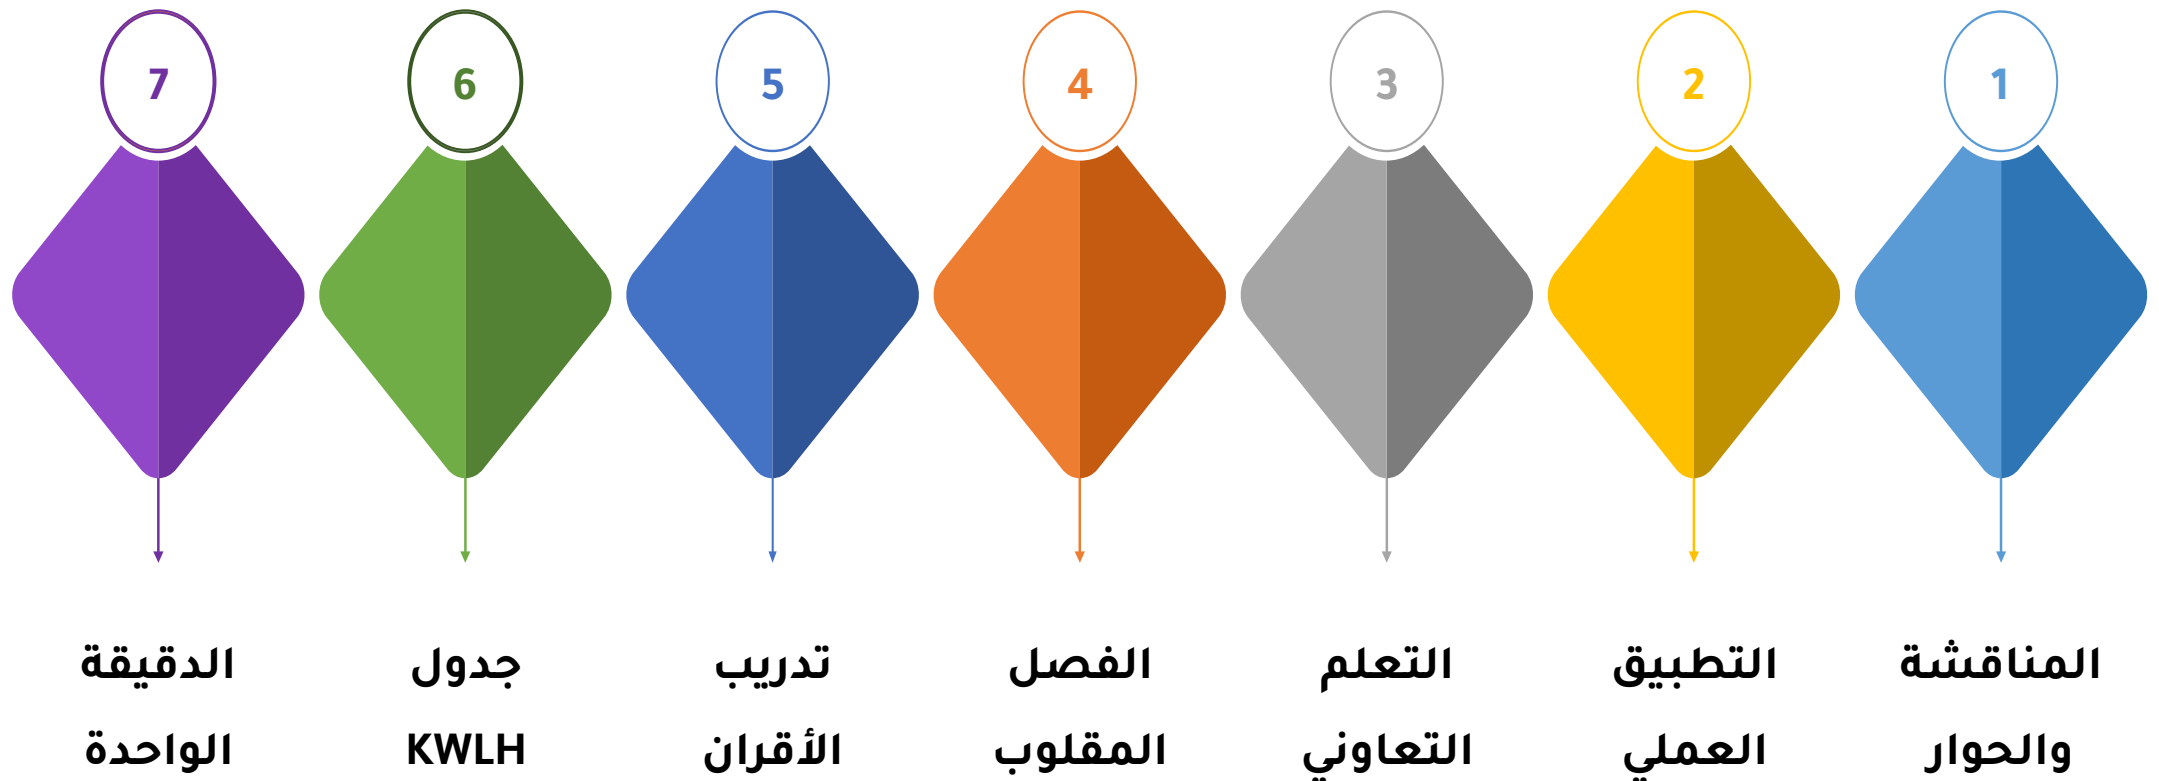 1
المناقشة
والحوار
2
التطبيق
العملي
3
التعلم
التعاوني
4
الفصل
المقلوب
5
تدريب
الأقران
6
جدول
KWLH
7
الدقيقة
الواحدة